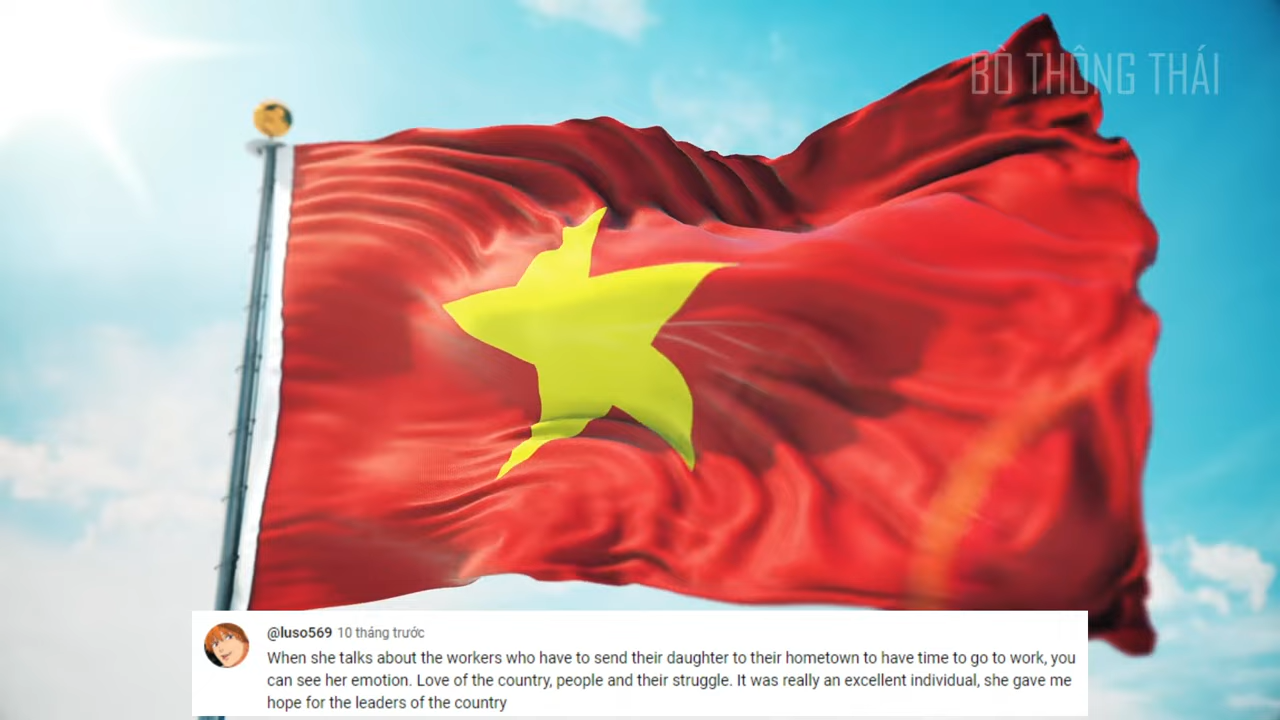 BÒ THÔNG THÁI
@luso569 10 tháng trước
When she talks about the workers who have to send their daughter to their hometown to have time to go to work, you
can see her emotion. Love of the country, people and their struggle. It was really an excellent individual, she gave me
hope for the leaders of the country